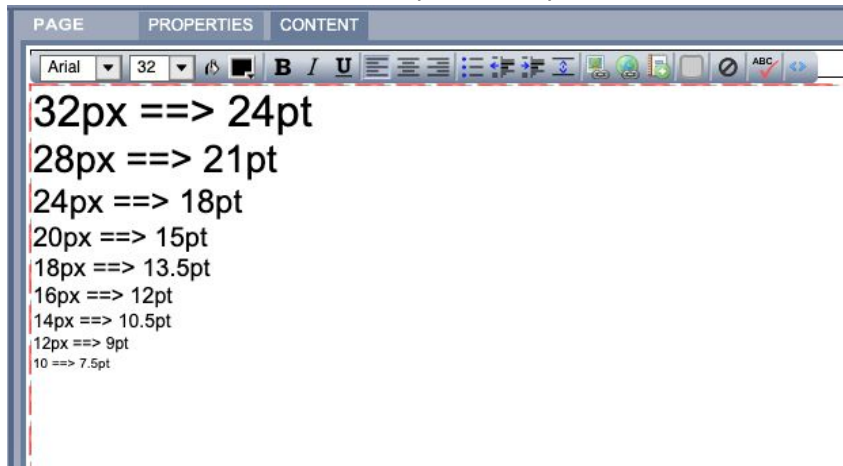 PAGE PROPERTIES CONTENT
Arial 32 B I U ABC
32px ==> 24pt
28px ==> 21pt
24px ==> 18pt
20px ==> 15pt
18px ==> 13.5pt
16px ==> 12pt
14px ==> 10.5pt
12px ==> 9pt
10 ==> 7.5pt